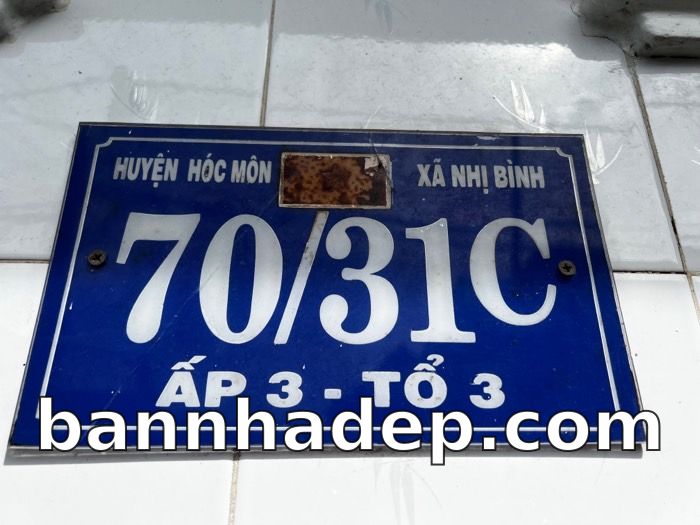 HUYỆN HÓC MÔN XÃ NHỊ BÌNH
70/31C
ẤP 3 - TỔ 3
bannhadep.com